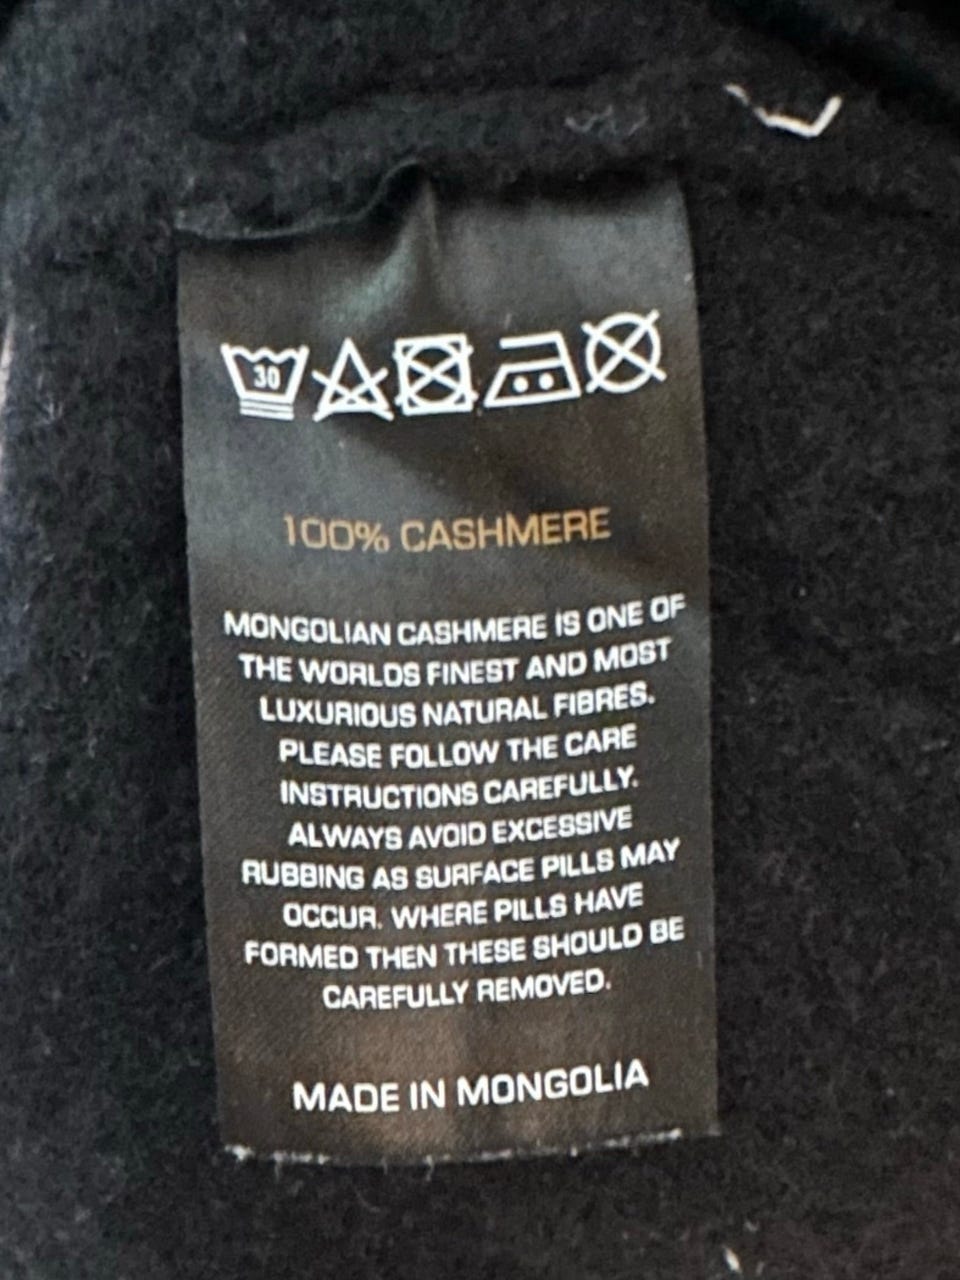 30
100% CASHMERE
MONGOLIAN CASHMERE IS ONE OF
THE WORLDS FINEST AND MOST
LUXURIOUS NATURAL FIBRES.
PLEASE FOLLOW THE CARE
INSTRUCTIONS CAREFULLY.
ALWAYS AVOID EXCESSIVE
RUBBING AS SURFACE PILLS MAY
OCCUR. WHERE PILLS HAVE
FORMED THEN THESE SHOULD BE
CAREFULLY REMOVED.
MADE IN MONGOLIA